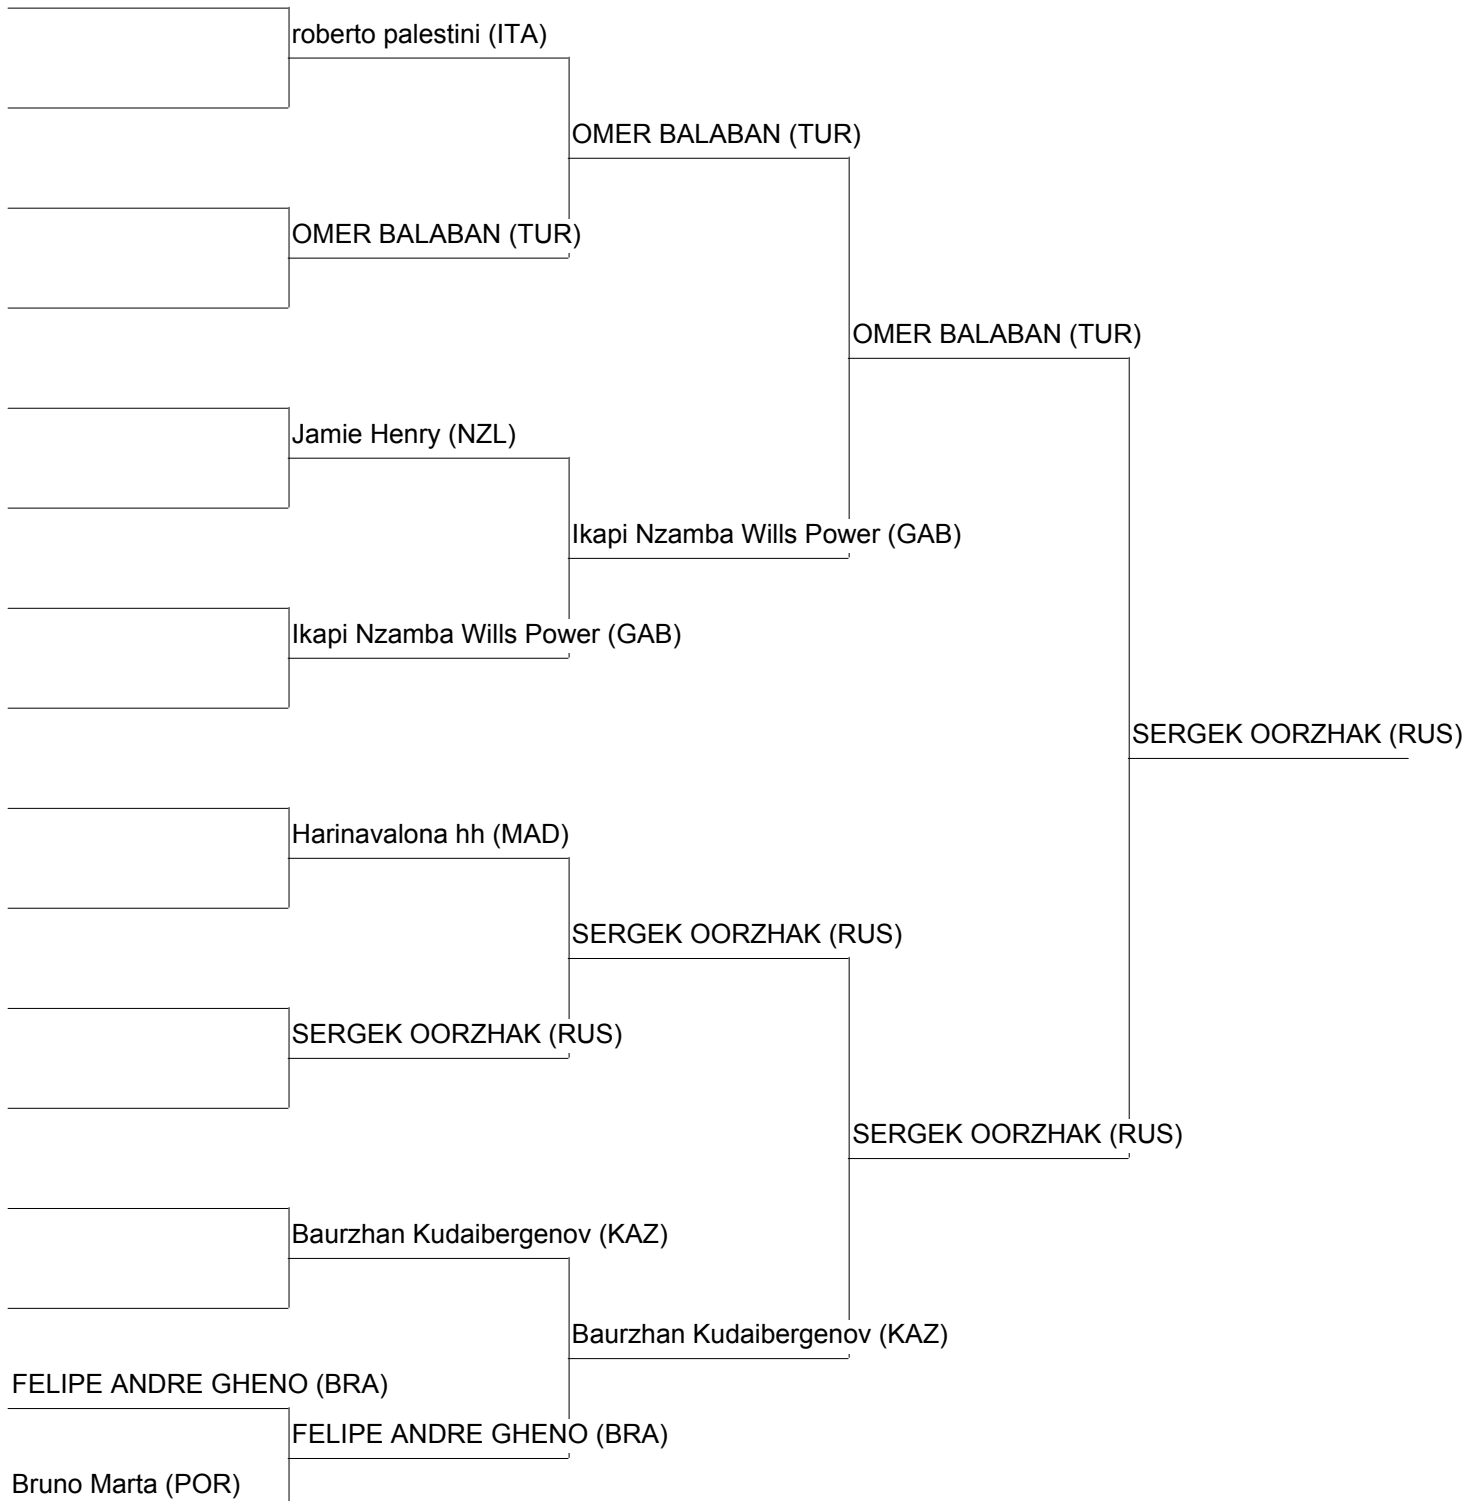 roberto palestini (ITA)
OMER BALABAN (TUR)
OMER BALABAN (TUR)
OMER BALABAN (TUR)
Jamie Henry (NZL)
Ikapi Nzamba Wills Power (GAB)
Ikapi Nzamba Wills Power (GAB)
SERGEK OORZHAK (RUS)
Harinavalona hh (MAD)
SERGEK OORZHAK (RUS)
SERGEK OORZHAK (RUS)
SERGEK OORZHAK (RUS)
Baurzhan Kudaibergenov (KAZ)
Baurzhan Kudaibergenov (KAZ)
FELIPE ANDRE GHENO (BRA)
FELIPE ANDRE GHENO (BRA)
Bruno Marta (POR)